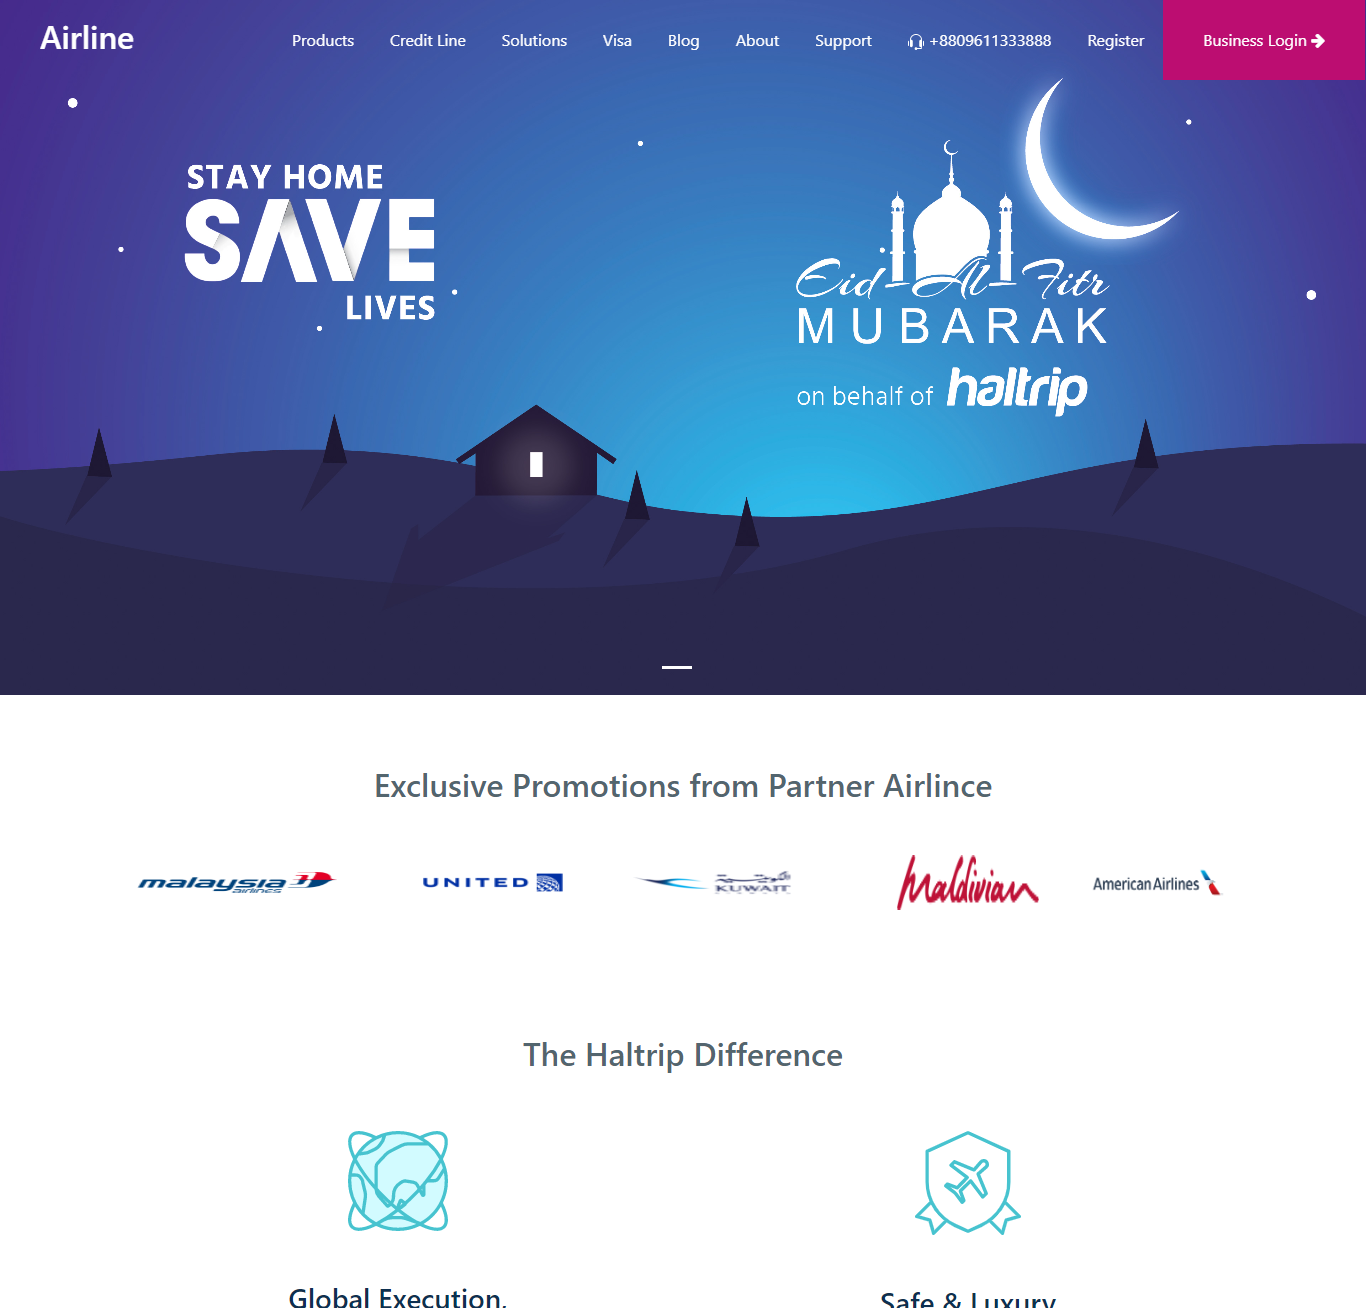 Airline
Products
Credit Line
Solutions
Visa
Blog
About
Support
+8809611333888
Register
Business Login
STAY HOME
SAVE
LIVES
Eid-Al-Fitr
MUBARAK
on behalf of haltrip
Exclusive Promotions from Partner Airlince
malaysia
airlines
UNITED
KUWAIT
Maldivian
American Airlines
The Haltrip Difference
Global Execution,
Safe & Luxury